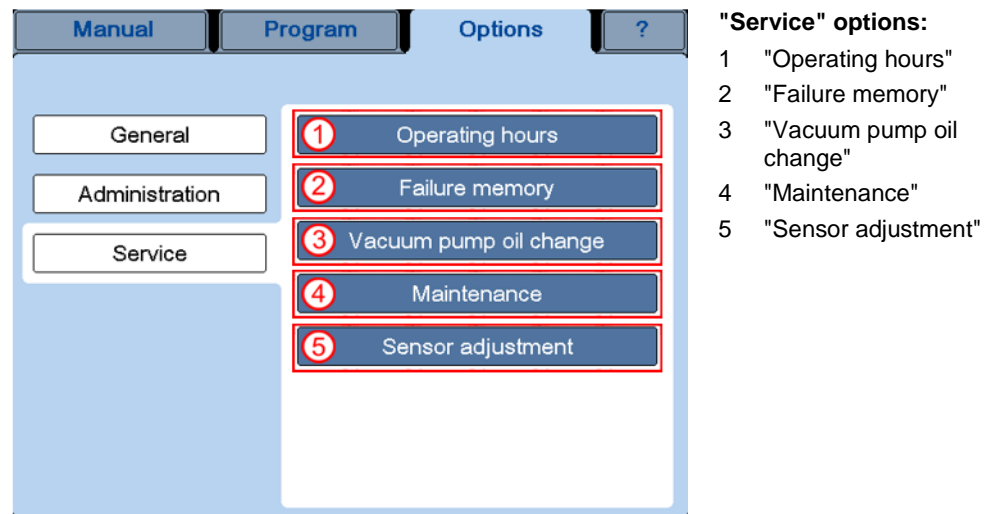 Manual Program Options ?
General
Administration
Service
1 Operating hours
2 Failure memory
3 Vacuum pump oil change
4 Maintenance
5 Sensor adjustment
"Service" options:
1 "Operating hours"
2 "Failure memory"
3 "Vacuum pump oil
change"
4 "Maintenance"
5 "Sensor adjustment"